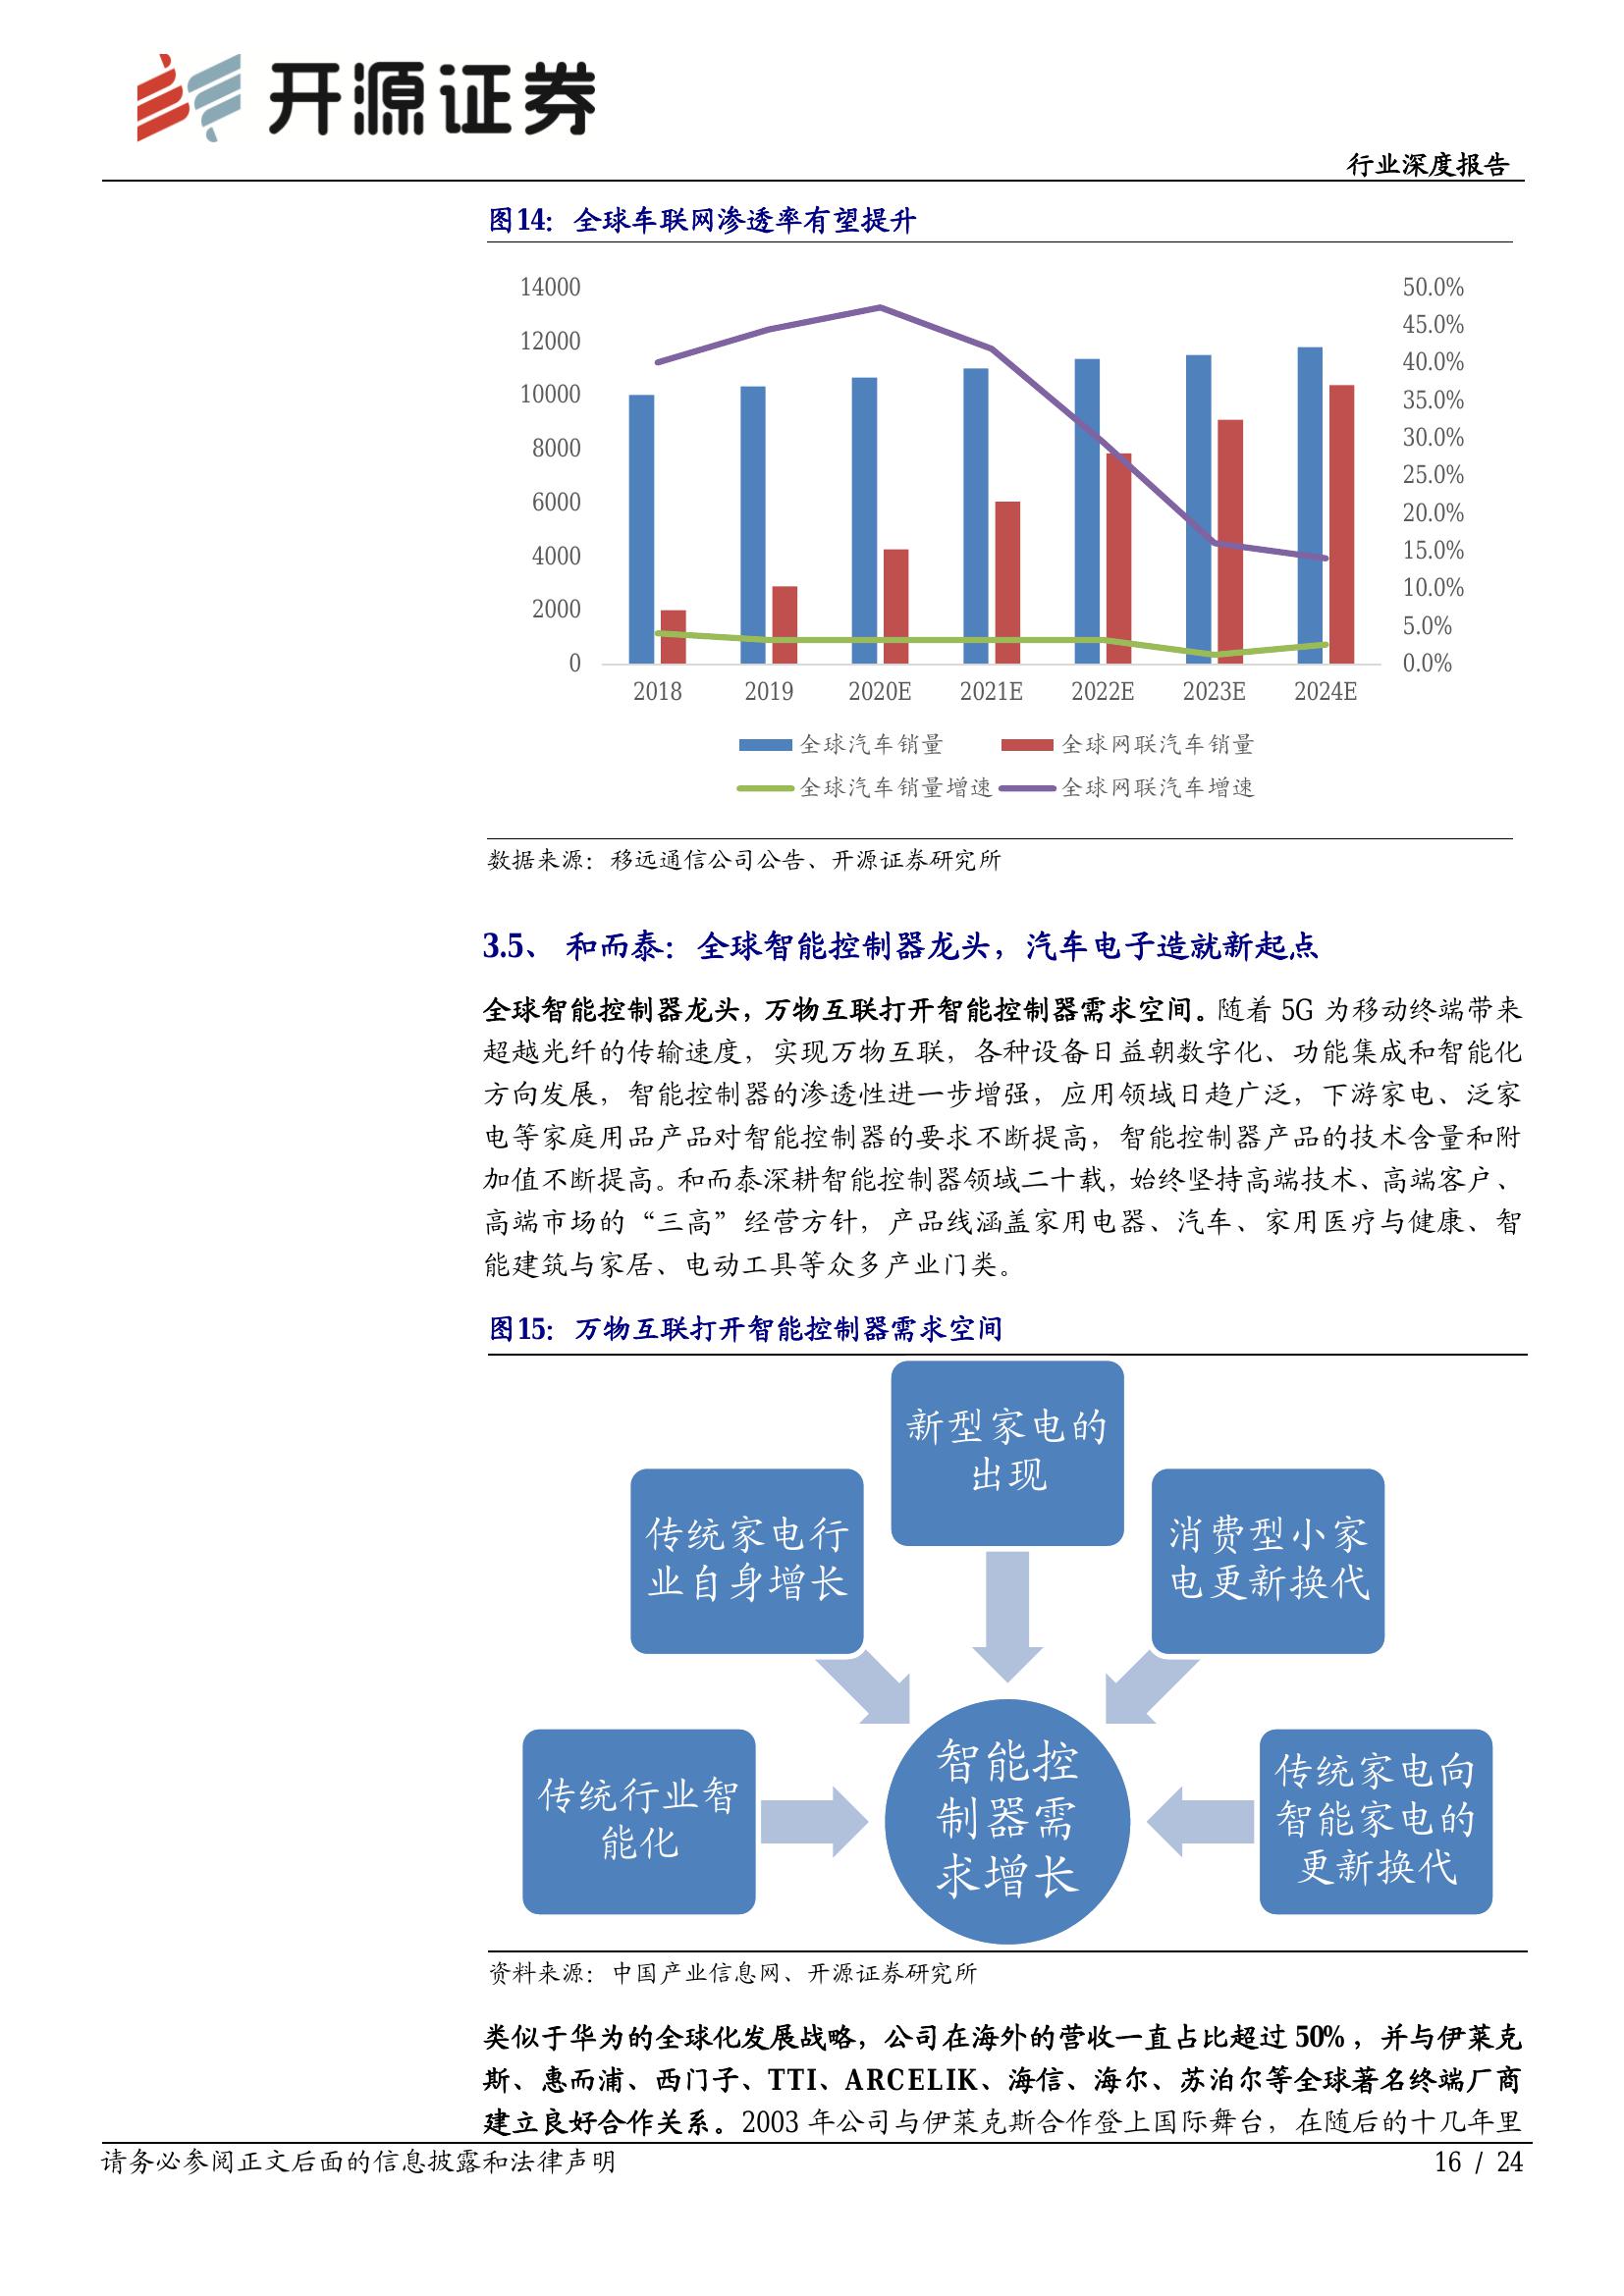 开源证券
行业深度报告
图14： 全球车联网渗透率有望提升
14000
12000
10000
8000
6000
4000
2000
0
50.0%
45.0%
40.0%
35.0%
30.0%
25.0%
20.0%
15.0%
10.0%
5.0%
0.0%
2018 2019 2020E 2021E 2022E 2023E 2024E
全球汽车销量 全球网联汽车销量
全球汽车销量增速 全球网联汽车增速
数据来源：移远通信公司公告、开源证券研究所
3.5、 和而泰：全球智能控制器龙头，汽车电子造就新起点
全球智能控制器龙头，万物互联打开智能控制器需求空间。随着 5G 为移动终端带来
超越光纤的传输速度，实现万物互联，各种设备日益朝数字化、功能集成和智能化
方向发展，智能控制器的渗透性进一步增强，应用领域日趋广泛，下游家电、泛家
电等家庭用品产品对智能控制器的要求不断提高，智能控制器产品的技术含量和附
加值不断提高。和而泰深耕智能控制器领域二十载，始终坚持高端技术、高端客户、
高端市场的“三高”经营方针，产品线涵盖家用电器、汽车、家用医疗与健康、智
能建筑与家居、电动工具等众多产业门类。
图15： 万物互联打开智能控制器需求空间
新型家电的
出现
传统家电行
业自身增长
消费型小家
电更新换代
传统行业智
能化
智能控
制器需
求增长
传统家电向
智能家电的
更新换代
资料来源：中国产业信息网、开源证券研究所
类似于华为的全球化发展战略，公司在海外的营收一直占比超过 50%，并与伊莱克
斯、惠而浦、西门子、TTI、ARCELIK、海信、海尔、苏泊尔等全球著名终端厂商
建立良好合作关系。2003 年公司与伊莱克斯合作登上国际舞台，在随后的十几年里
请务必参阅正文后面的信息披露和法律声明
16 / 24